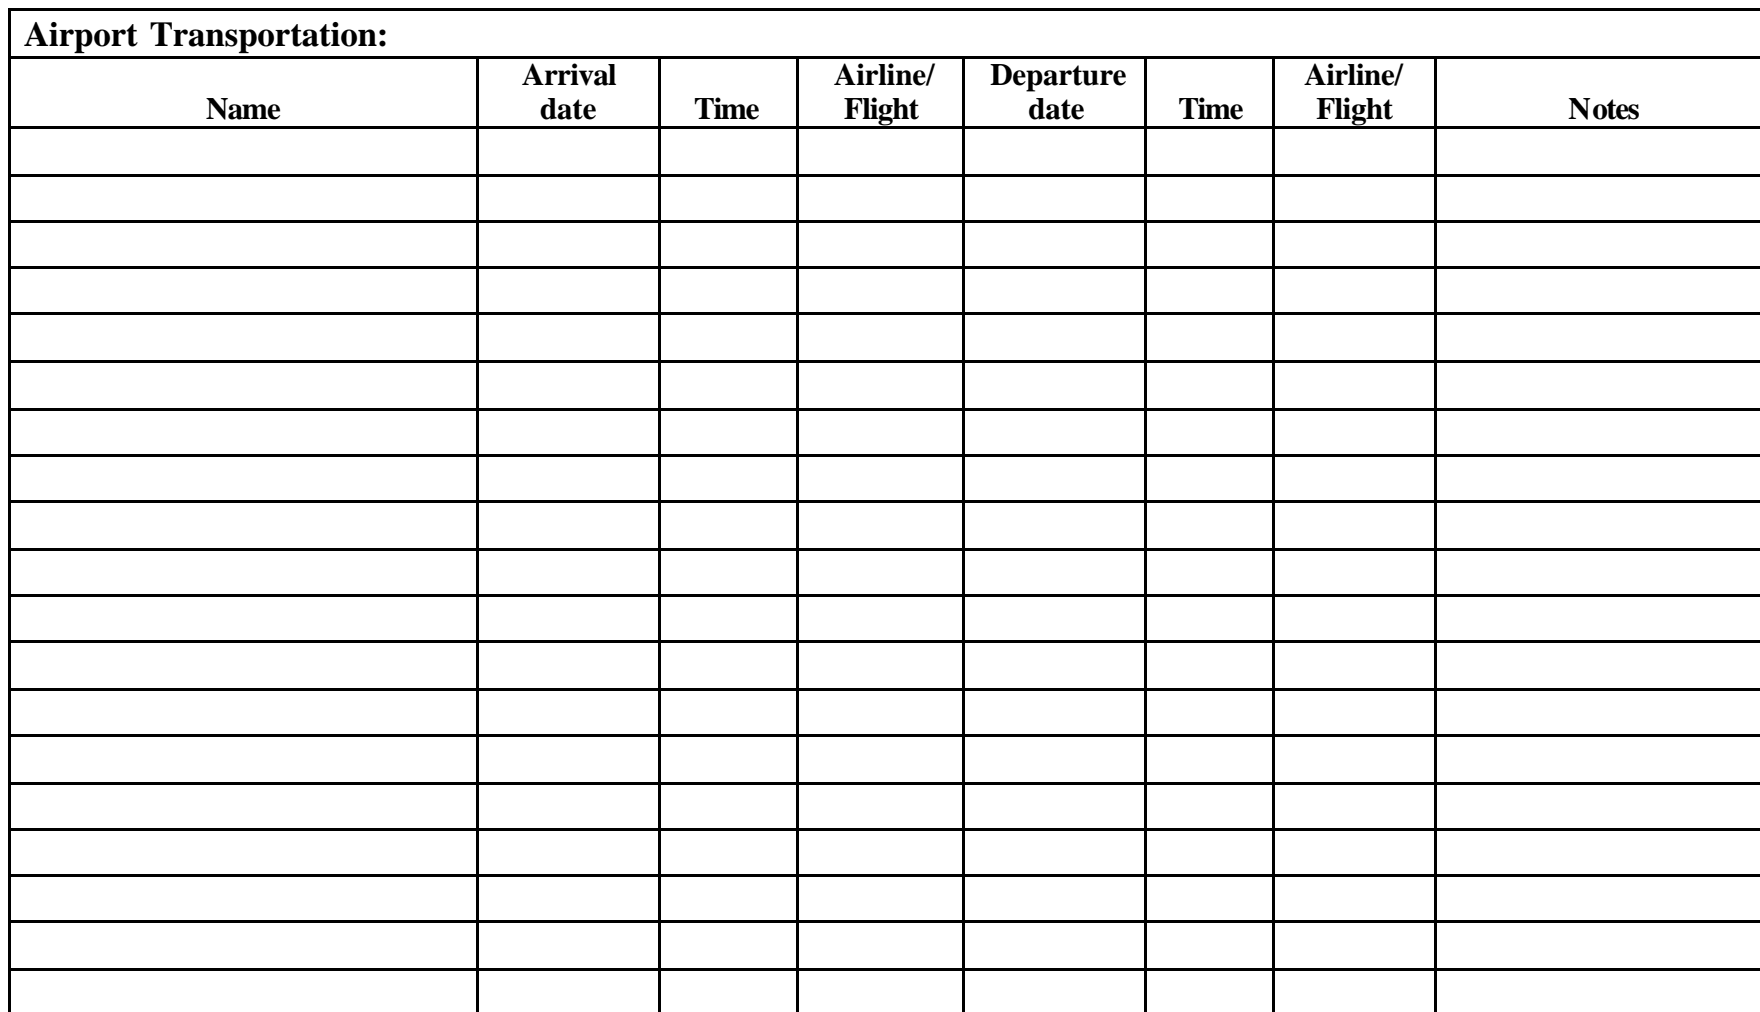 Airport Transportation:
Name
Arrival
date
Time
Airline/
Flight
Departure
date
Time
Airline/
Flight
Notes